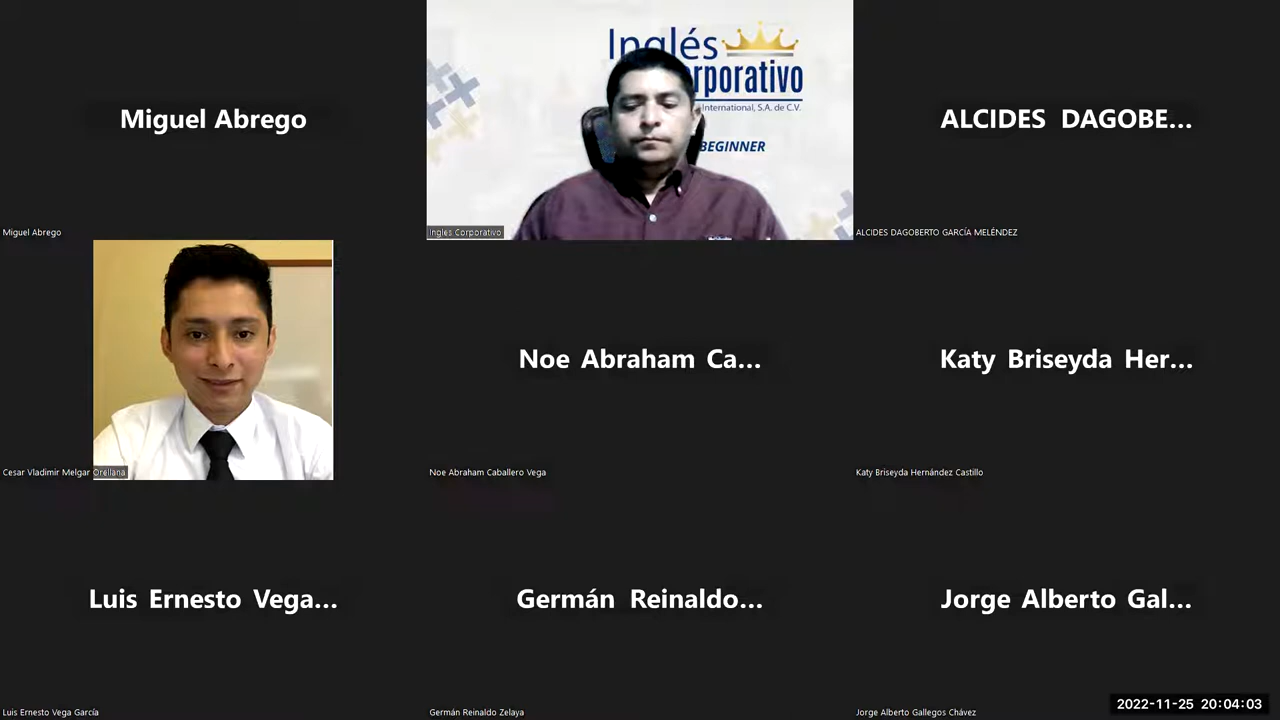 Miguel Abrego
Miguel Abrego
Inglés
orporativo
International, S.A. de C.V.
BEGINNER
Inglés Corporativo
ALCIDES DAGOBE...
ALCIDES DAGOBERTO GARCÍA MELÉNDEZ
Cesar Vladimir Melgar Orellana
Noe Abraham Ca...
Noe Abraham Caballero Vega
Katy Briseyda Her...
Katy Briseyda Hernández Castillo
Luis Ernesto Vega...
Luis Ernesto Vega García
Germán Reinaldo...
Germán Reinaldo Zelaya
Jorge Alberto Gal...
Jorge Alberto Gallegos Chávez
2022-11-25 20:04:03